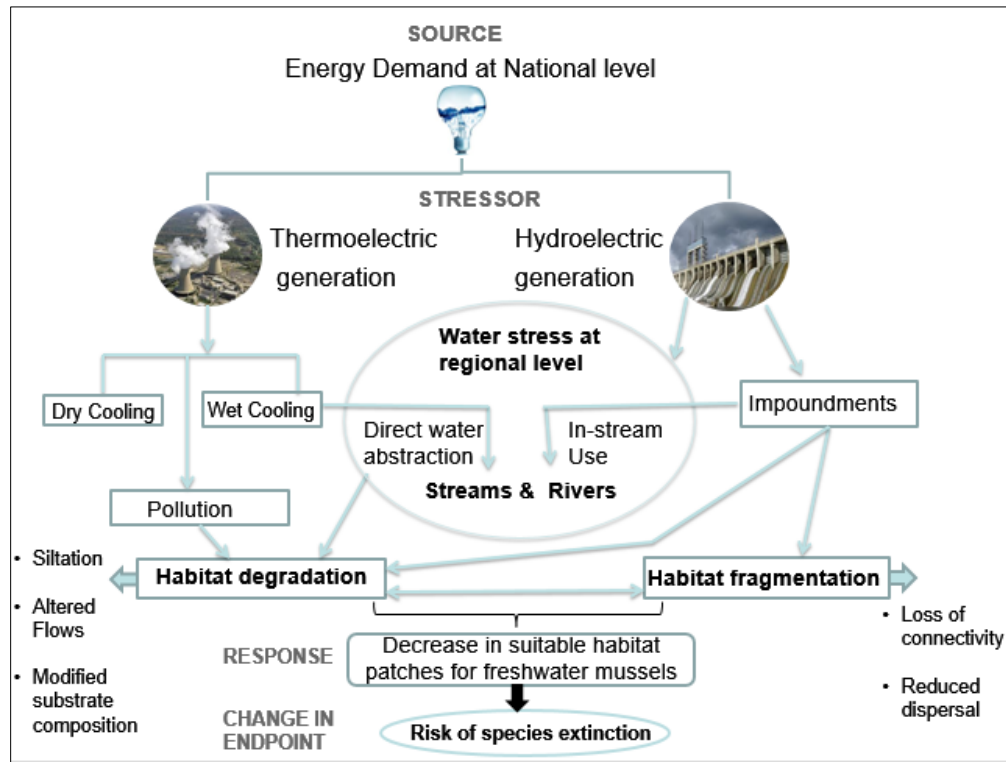 SOURCE
Energy Demand at National level
STRESSOR
Thermoelectric
generation
Hydroelectric
generation
Water stress at
regional level
Dry Cooling
Wet Cooling
Impoundments
Direct water
abstraction
In-stream
Use
Streams & Rivers
Pollution
• Siltation
• Altered
Flows
• Modified
substrate
composition
Habitat degradation
Habitat fragmentation
• Loss of
connectivity
• Reduced
dispersal
RESPONSE
Decrease in suitable habitat
patches for freshwater mussels
CHANGE IN
ENDPOINT
Risk of species extinction